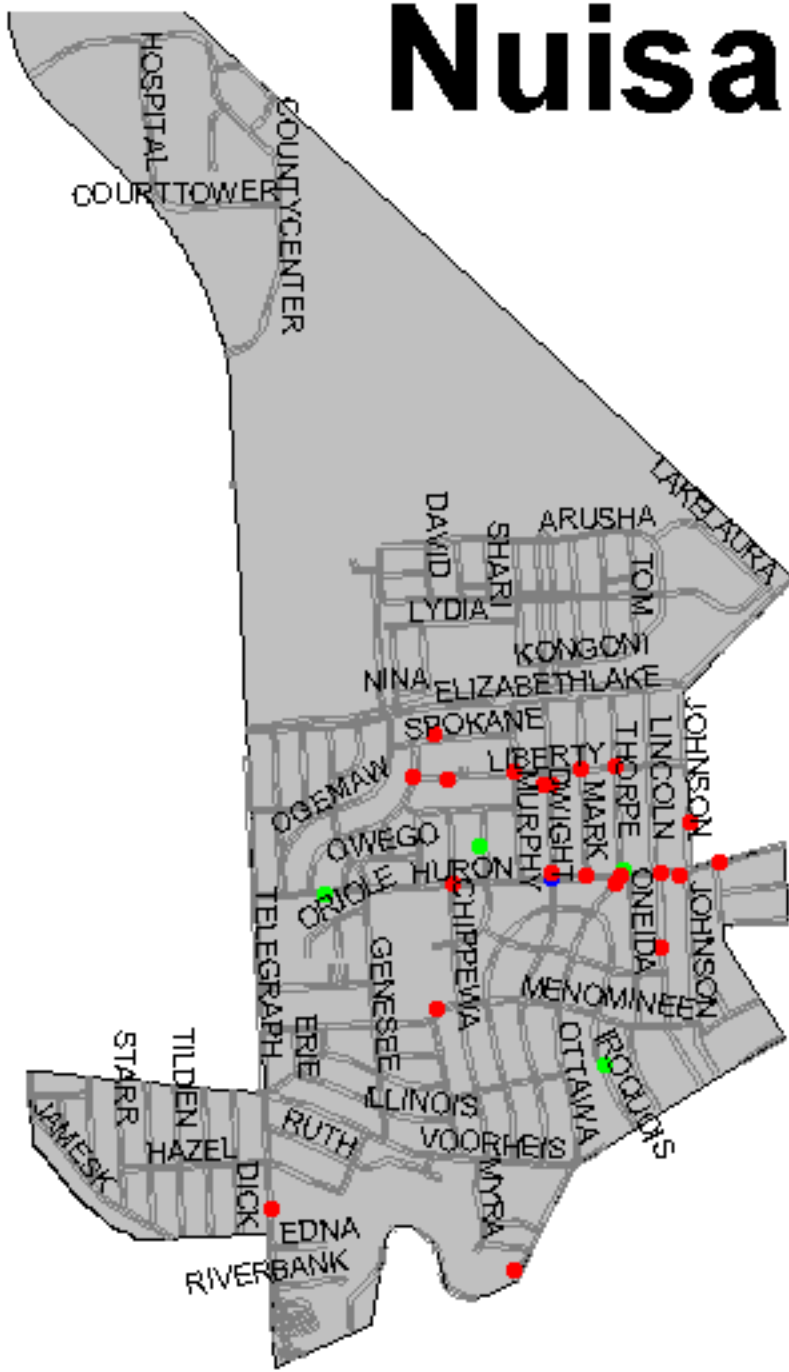 Nuisa
HOSPITAL
COUNTYCENTER
COURTTOWER
LAKELAURA
DAVID
SHARI
ARUSHA
TOM
LYDIA
KONGONI
NINA
ELIZABETHLAKE
SPOKANE
THORPE
LINCOLN
JOHNSON
LIBERTY
OGEMAW
MURPHY
DWIGHT
MARK
OWEGO
HURON
ORIOLE
TELEGRAPH
CHIPPEWA
ONEIDA
JOHNSON
GENESEE
MENOMINEE
ERIE
OTTAWA
IROQUOIS
STARR
TILDEN
ILLINOIS
JAMESK
RUTH
VOORHEIS
HAZEL
DICK
MYRA
EDNA
RIVERBANK